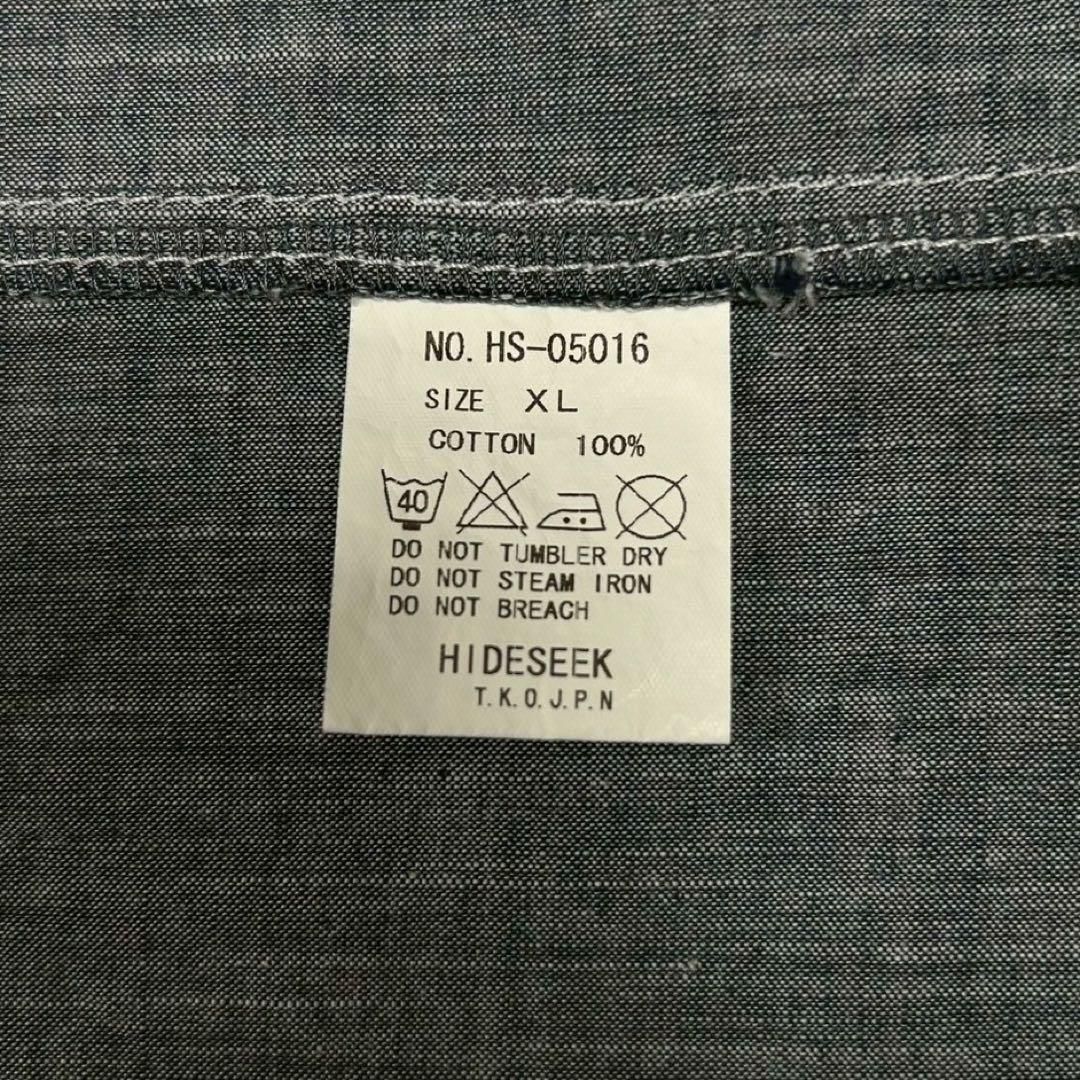 NO. HS-05016
SIZE XL
COTTON 100%
40
DO NOT TUMBLER DRY
DO NOT STEAM IRON
DO NOT BREACH
HIDESEEK
T.K.O.J.P.N